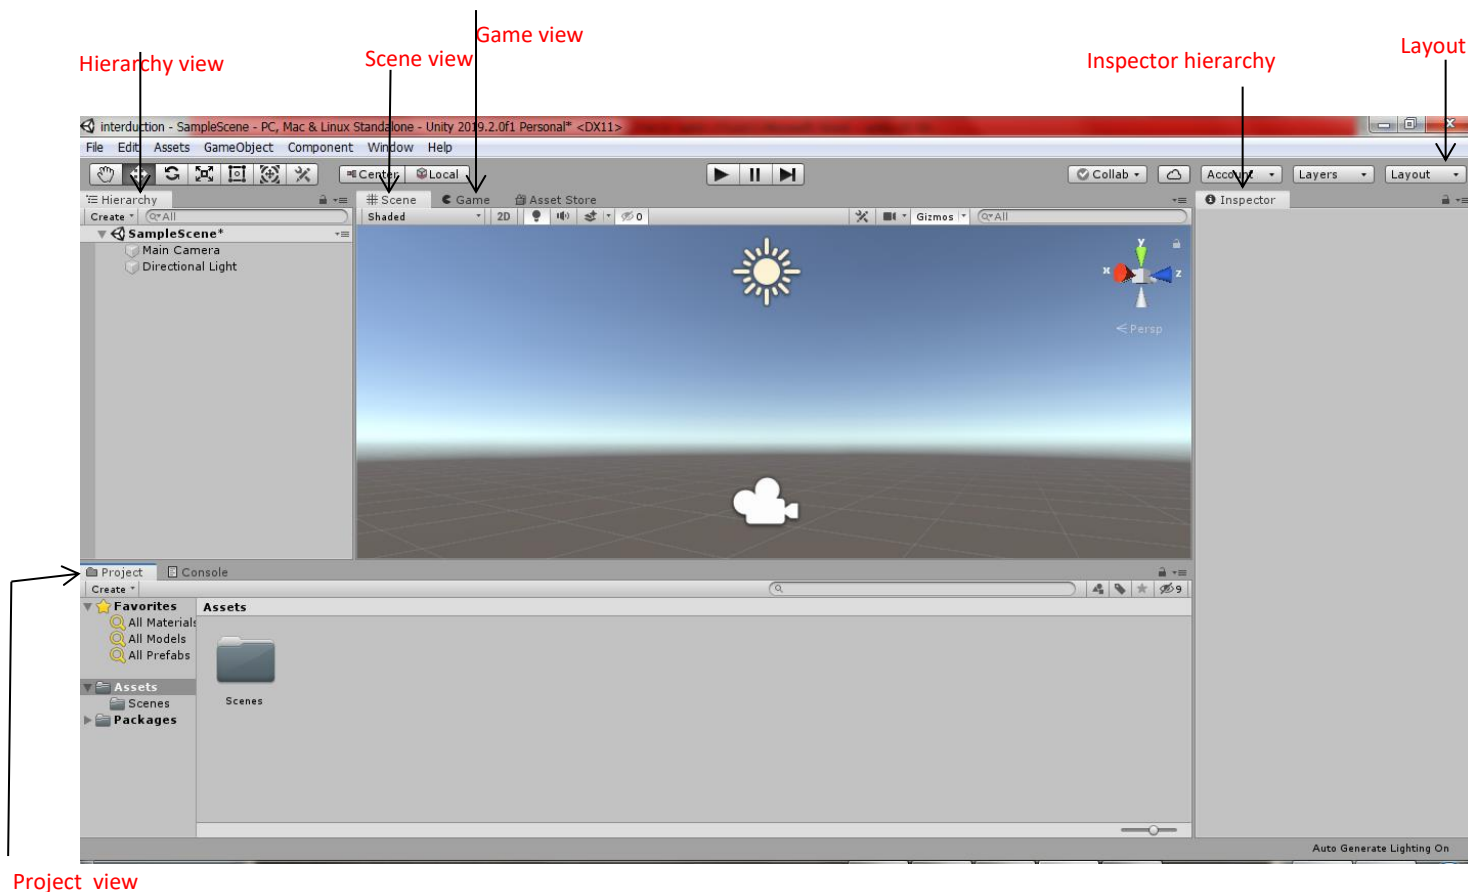 Game view
Hierarchy view
Scene view
Inspector hierarchy
Layout
interduction - SampleScene - PC, Mac & Linux Standalone - Unity 2019.2.0f1 Personal* <DX11>
File Edit Assets GameObject Component Window Help
Center Local Collab Account Layers Layout
Hierarchy Scene Game Asset Store Inspector
Create All Shaded 2D 0 Gizmos All
SampleScene*
Main Camera
Directional Light
y
x z
Persp
Project Console
Create 9
Favorites Assets
All Materials
All Models
All Prefabs
Assets
Scenes Scenes
Packages
Auto Generate Lighting On
Project view